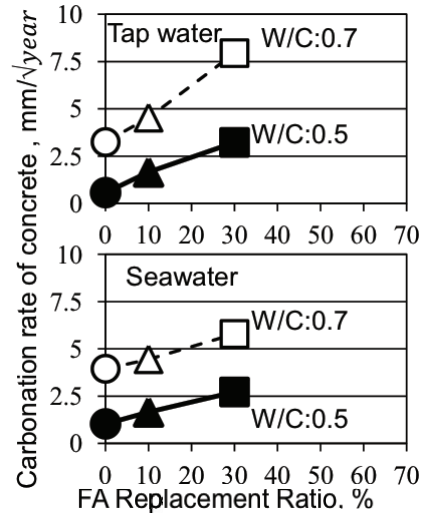 Carbonation rate of concrete , mm/√year
10
7.5
5
2.5
0
Tap water
W/C:0.7
W/C:0.5
0 10 20 30 40 50 60 70
10
7.5
5
2.5
0
Seawater
W/C:0.7
W/C:0.5
0 10 20 30 40 50 60 70
FA Replacement Ratio. %